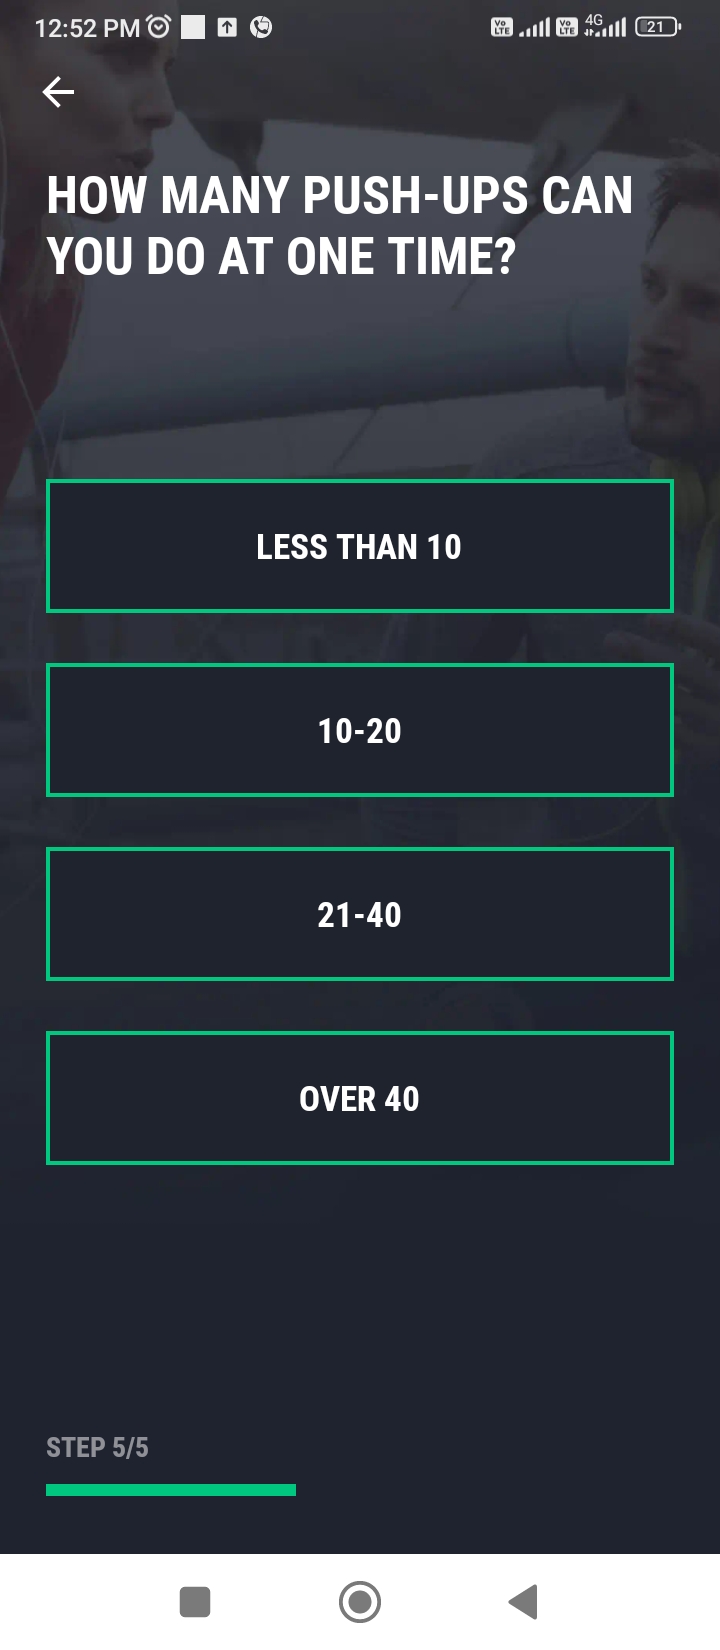 12:52 PM
Vo LTE Vo LTE 4G 21
HOW MANY PUSH-UPS CAN
YOU DO AT ONE TIME?
LESS THAN 10
10-20
21-40
OVER 40
STEP 5/5